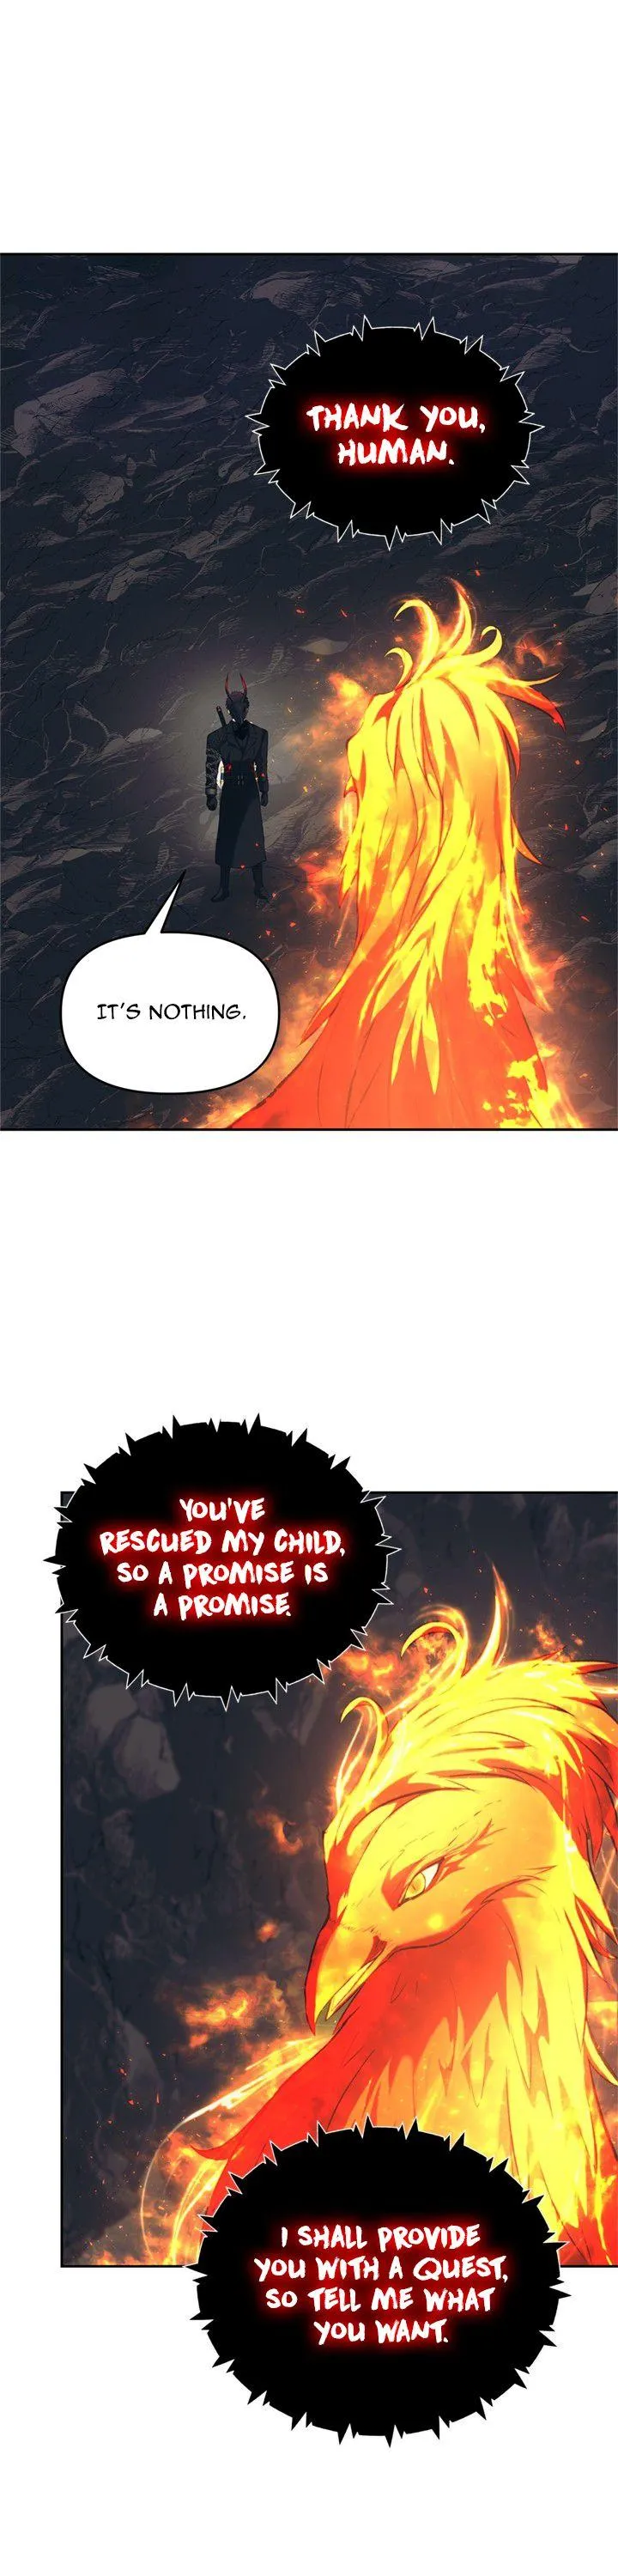 THANK YOU,
HUMAN.
IT'S NOTHING.
YOU'VE
RESCUED MY CHILD,
SO A PROMISE IS
A PROMISE.
I SHALL PROVIDE
YOU WITH A QUEST,
SO TELL ME WHAT
YOU WANT.